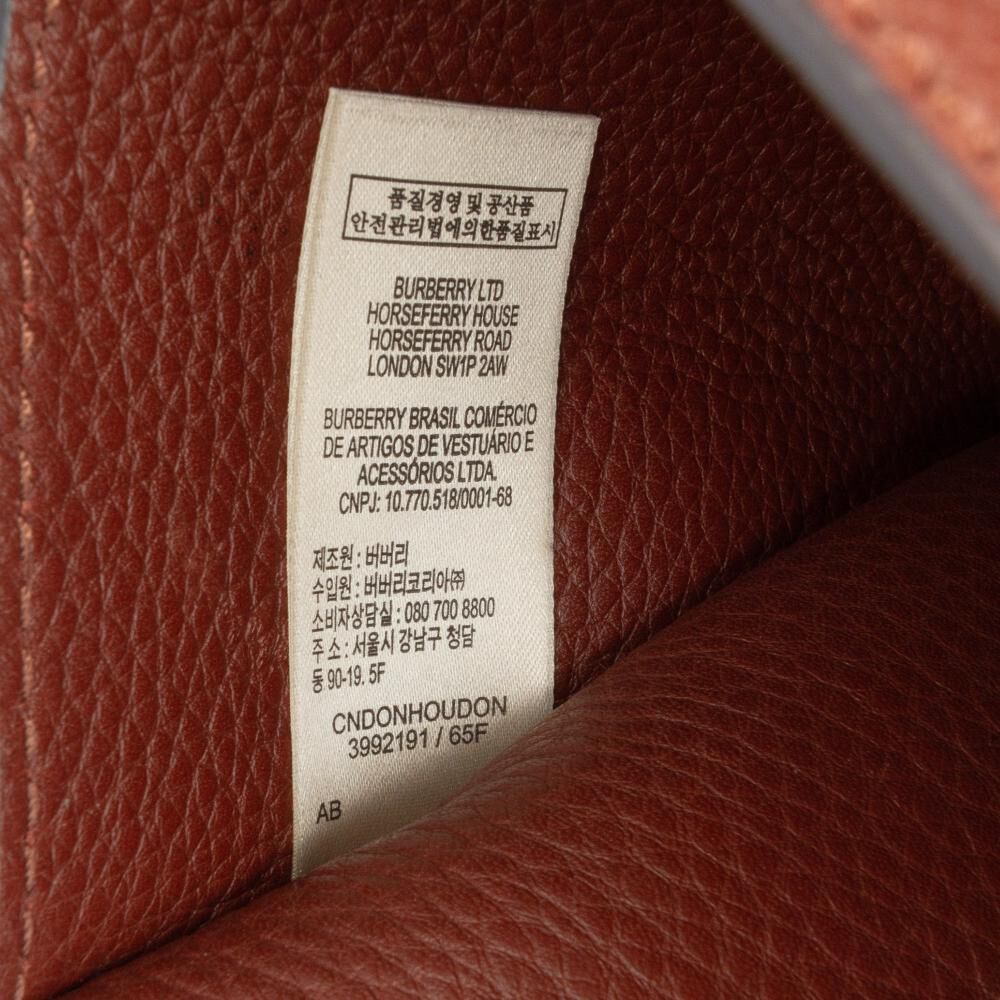 품질경영 및 공산품
안전관리법에의한품질표시
BURBERRY LTD
HORSEFERRY HOUSE
HORSEFERRY ROAD
LONDON SW1P 2AW
BURBERRY BRASIL COMÉRCIO
DE ARTIGOS DE VESTUÁRIO E
ACESSÓRIOS LTDA.
CNPJ: 10.770.518/0001-68
제조원 : 버버리
수입원 : 버버리코리아㈜
소비자상담실 : 080 700 8800
주 소 : 서울시 강남구 청담
동 90-19. 5F
CNDONHOUDON
3992191 / 65F
AB